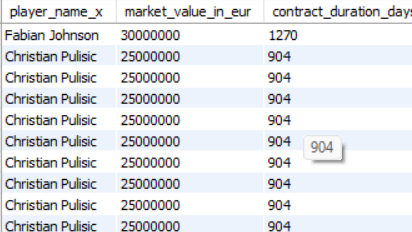 player_name_x market_value_in_eur contract_duration_days
Fabian Johnson 30000000 1270
Christian Pulisic 25000000 904
Christian Pulisic 25000000 904
Christian Pulisic 25000000 904
Christian Pulisic 25000000 904
Christian Pulisic 25000000 904 904
Christian Pulisic 25000000 904
Christian Pulisic 25000000 904
Christian Pulisic 25000000 904
Christian Pulisic 25000000 904